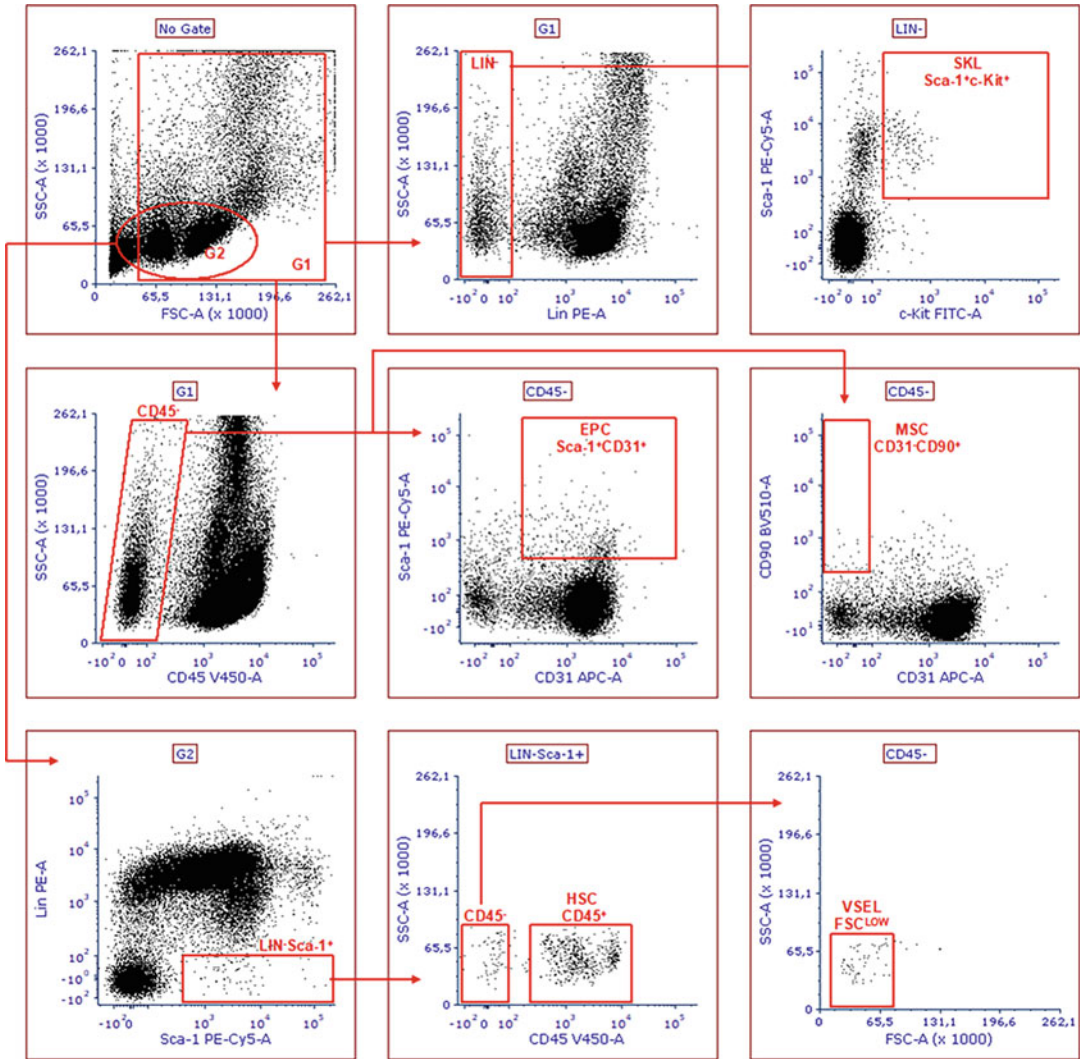 No Gate
262,1
196,6
131,1
65,5
0
SSC-A (x 1000)
G2
G1
0 65,5 131,1 196,6 262,1
FSC-A (x 1000)
G1
262,1
196,6
131,1
65,5
0
SSC-A (x 1000)
LIN-
-10² 0 10² 10³ 10⁴ 10⁵
Lin PE-A
LIN-
10⁵
10⁴
10³
10²
-10²
Sca-1 PE-Cy5-A
SKL
Sca-1⁺c-Kit⁺
-10² 10² 10³ 10⁴ 10⁵
c-Kit FITC-A
G1
CD45-
262,1
196,6
131,1
65,5
0
SSC-A (x 1000)
-10² 0 10² 10³ 10⁴ 10⁵
CD45 V450-A
CD45-
10⁵
10⁴
10³
10²
-10²
Sca-1 PE-Cy5-A
EPC
Sca-1⁺CD31⁺
-10² 10² 10³ 10⁴ 10⁵
CD31 APC-A
CD45-
10⁵
10⁴
10³
10²
-10¹
CD90 BV510-A
MSC
CD31-CD90⁺
-10² 10² 10³ 10⁴ 10⁵
CD31 APC-A
G2
10⁵
10⁴
10³
10²
-10⁰
-10²
Lin PE-A
LIN-Sca-1⁺
-10² 0 10³ 10⁴ 10⁵
Sca-1 PE-Cy5-A
LIN-Sca-1+
262,1
196,6
131,1
65,5
0
SSC-A (x 1000)
CD45-
HSC
CD45⁺
-10² 0 10² 10³ 10⁴ 10⁵
CD45 V450-A
CD45-
262,1
196,6
131,1
65,5
0
SSC-A (x 1000)
VSEL
FSCLOW
0 65,5 131,1 196,6 262,1
FSC-A (x 1000)